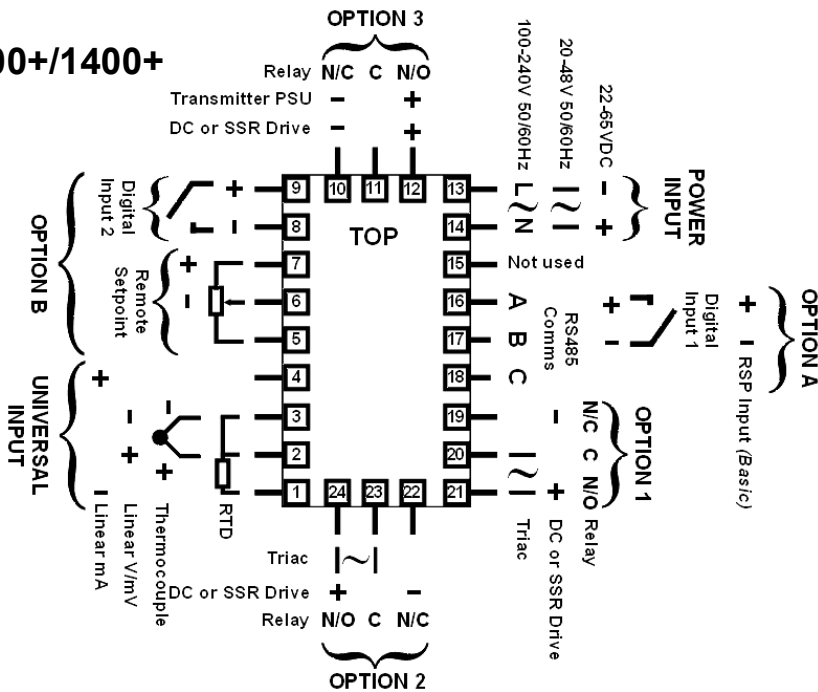 OPTION 3
00+/1400+
Relay N/C C N/O
Transmitter PSU − +
DC or SSR Drive − +
100-240V 50/60Hz
20-48V 50/60Hz
22-65VDC
L ~ N
~
− +
POWER
INPUT
9 10 11 12 13
8 TOP 14
7 15 Not used
6 16 A
5 17 B
4 18 C
3 19
2 20
1 24 23 22 21
Digital
Input 2
+
−
OPTION B
Remote
Setpoint
+
−
UNIVERSAL
INPUT
+
− Linear mA
− + Linear V/mV
− + Thermocouple
RTD
RS485
Comms
+ −
Digital
Input 1
+ − RSP Input (Basic)
OPTION A
OPTION 1
N/C C N/O Relay
− + DC or SSR Drive
~ Triac
Triac ~
DC or SSR Drive + −
Relay N/O C N/C
OPTION 2